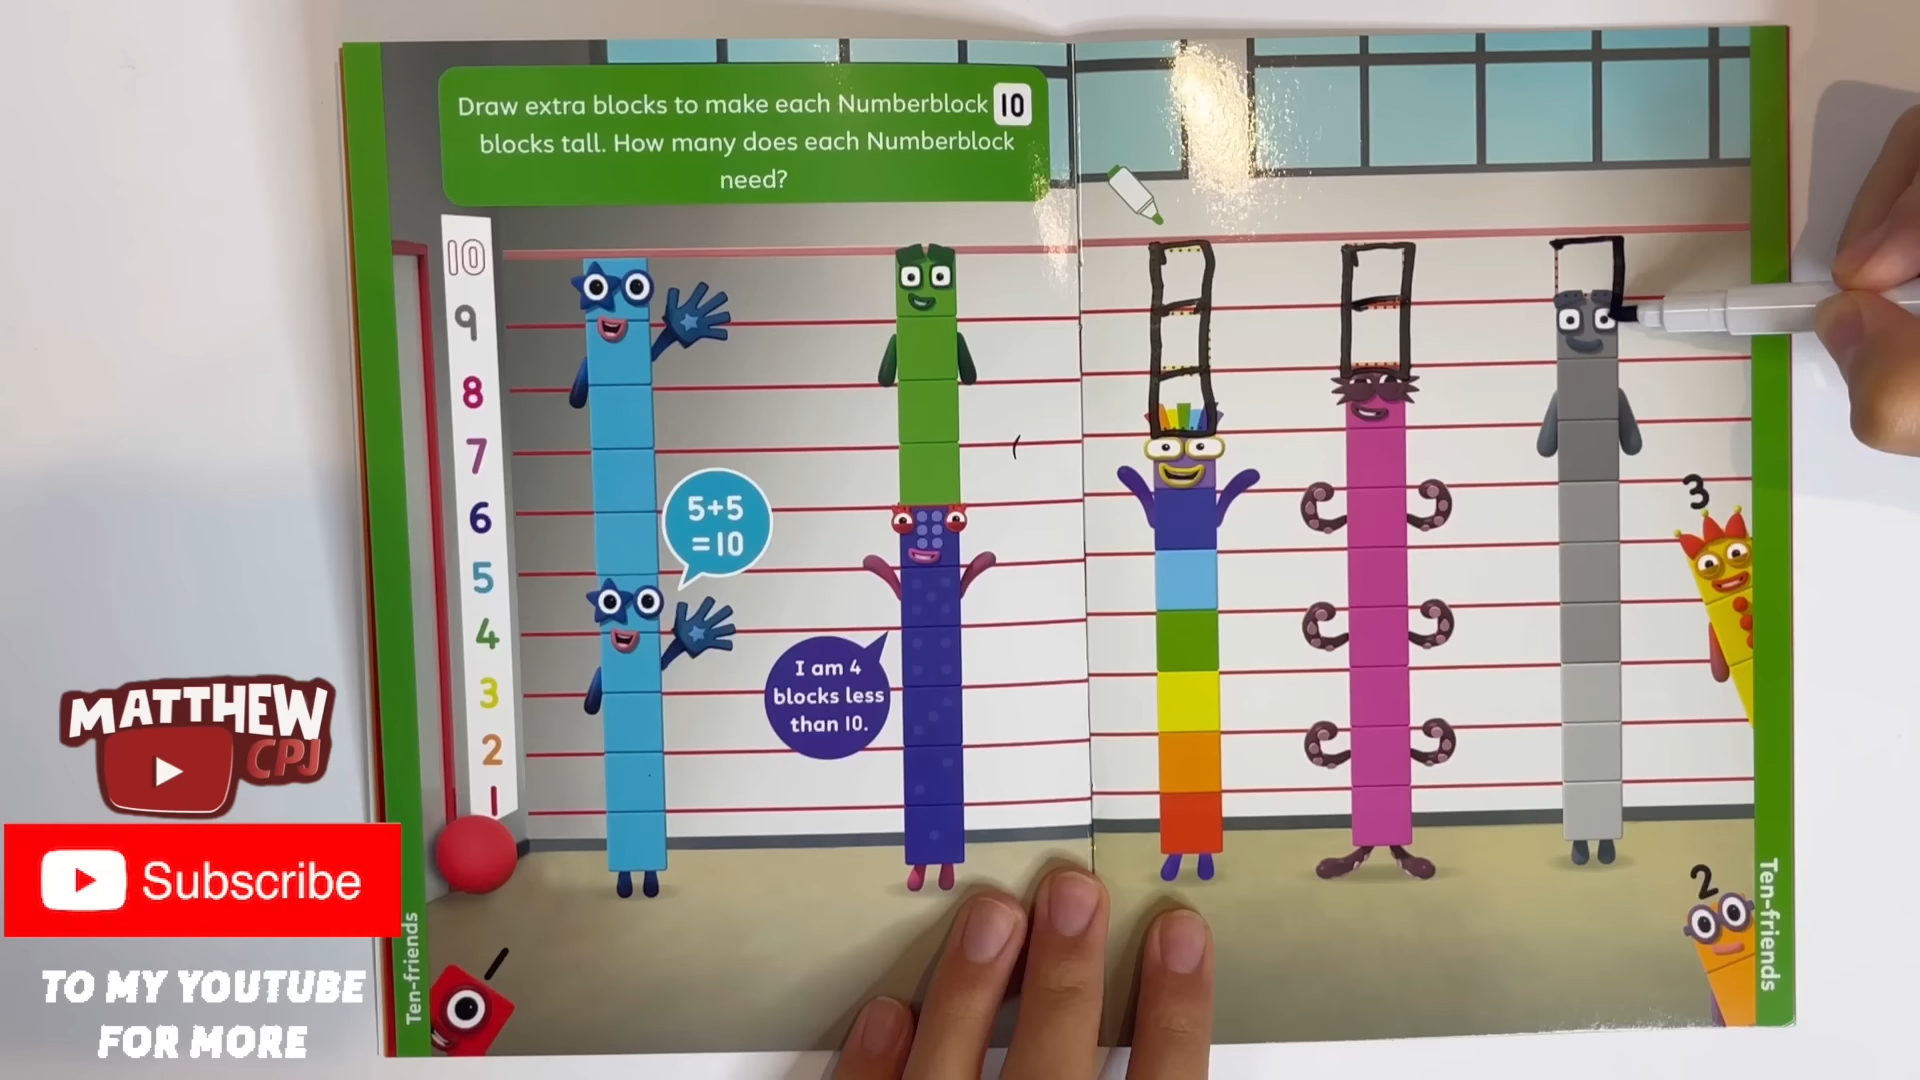 Draw extra blocks to make each Numberblock 10
blocks tall. How many does each Numberblock
need?
10
9
8
7
6
5
4
3
2
1
5+5
=10
I am 4
blocks less
than 10.
3
2
Ten-friends
Ten-friends
MATTHEW
CPJ
Subscribe
TO MY YOUTUBE
FOR MORE